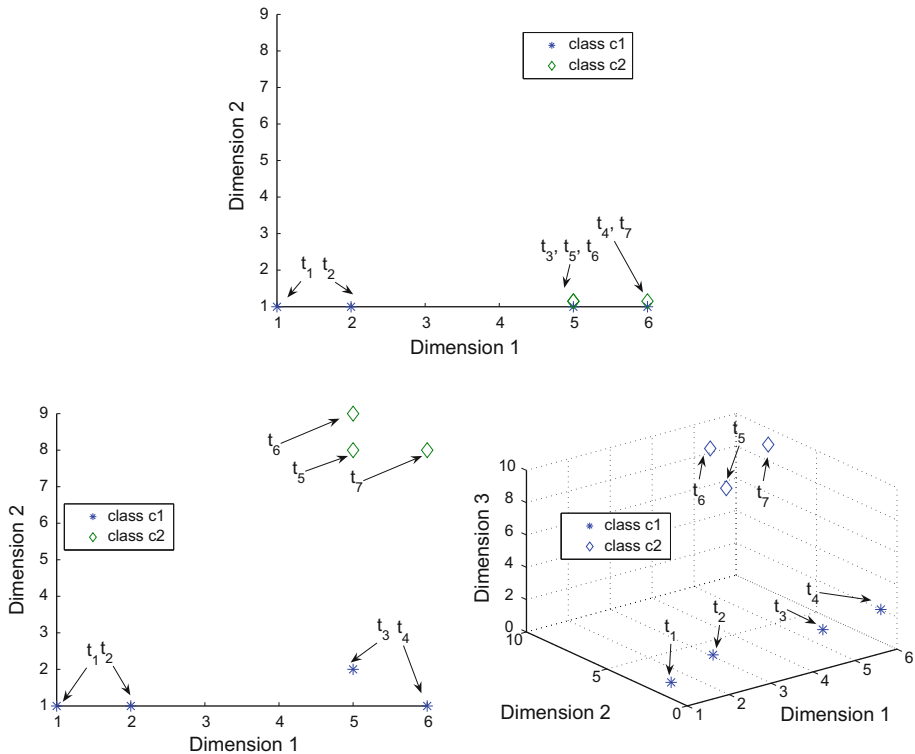 9
8
7
6
5
4
3
2
1
Dimension 2
class c1
class c2
t1 t2
t3, t5, t6
t4, t7
1 2 3 4 5 6
Dimension 1
9
8
7
6
5
4
3
2
1
Dimension 2
class c1
class c2
t6
t5
t7
t1 t2
t3 t4
1 2 3 4 5 6
Dimension 1
10
8
6
4
2
0
Dimension 3
class c1
class c2
t5
t6
t7
t4
t3
t2
t1
10
5
0
Dimension 2
1 2 3 4 5 6
Dimension 1